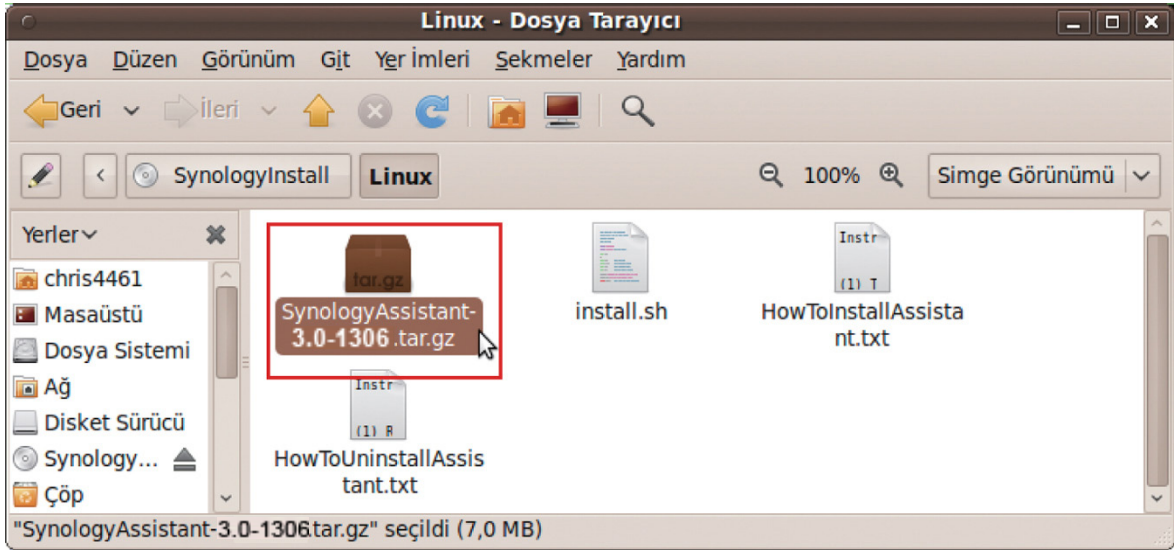 Linux - Dosya Tarayıcı
Dosya Düzen Görünüm Git Yer İmleri Sekmeler Yardım
Geri İleri
SynologyInstall Linux 100% Simge Görünümü
Yerler
chris4461
Masaüstü
Dosya Sistemi
Ağ
Disket Sürücü
Synology...
Çöp
tar.gz
SynologyAssistant-
3.0-1306.tar.gz
install.sh
Instr
(1) T
HowToInstallAssista
nt.txt
Instr
(1) R
HowToUninstallAssis
tant.txt
"SynologyAssistant-3.0-1306.tar.gz" seçildi (7,0 MB)